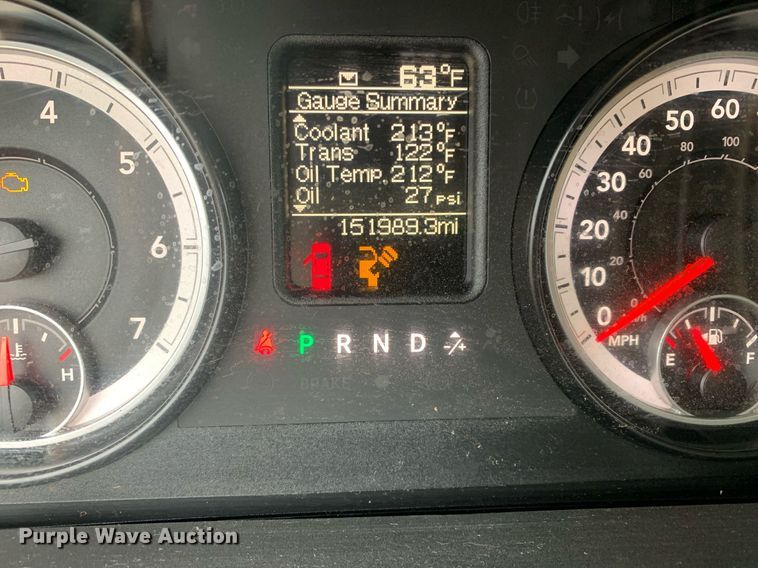 63°F
Gauge Summary
Coolant 213°F
Trans 122°F
Oil Temp. 212°F
Oil 27 PSI
151989.3mi
4
5
6
7
H
P R N D
BRAKE
0
10
20
30
40
50
60
20
40
60
80
100
MPH
E F
Purple Wave Auction